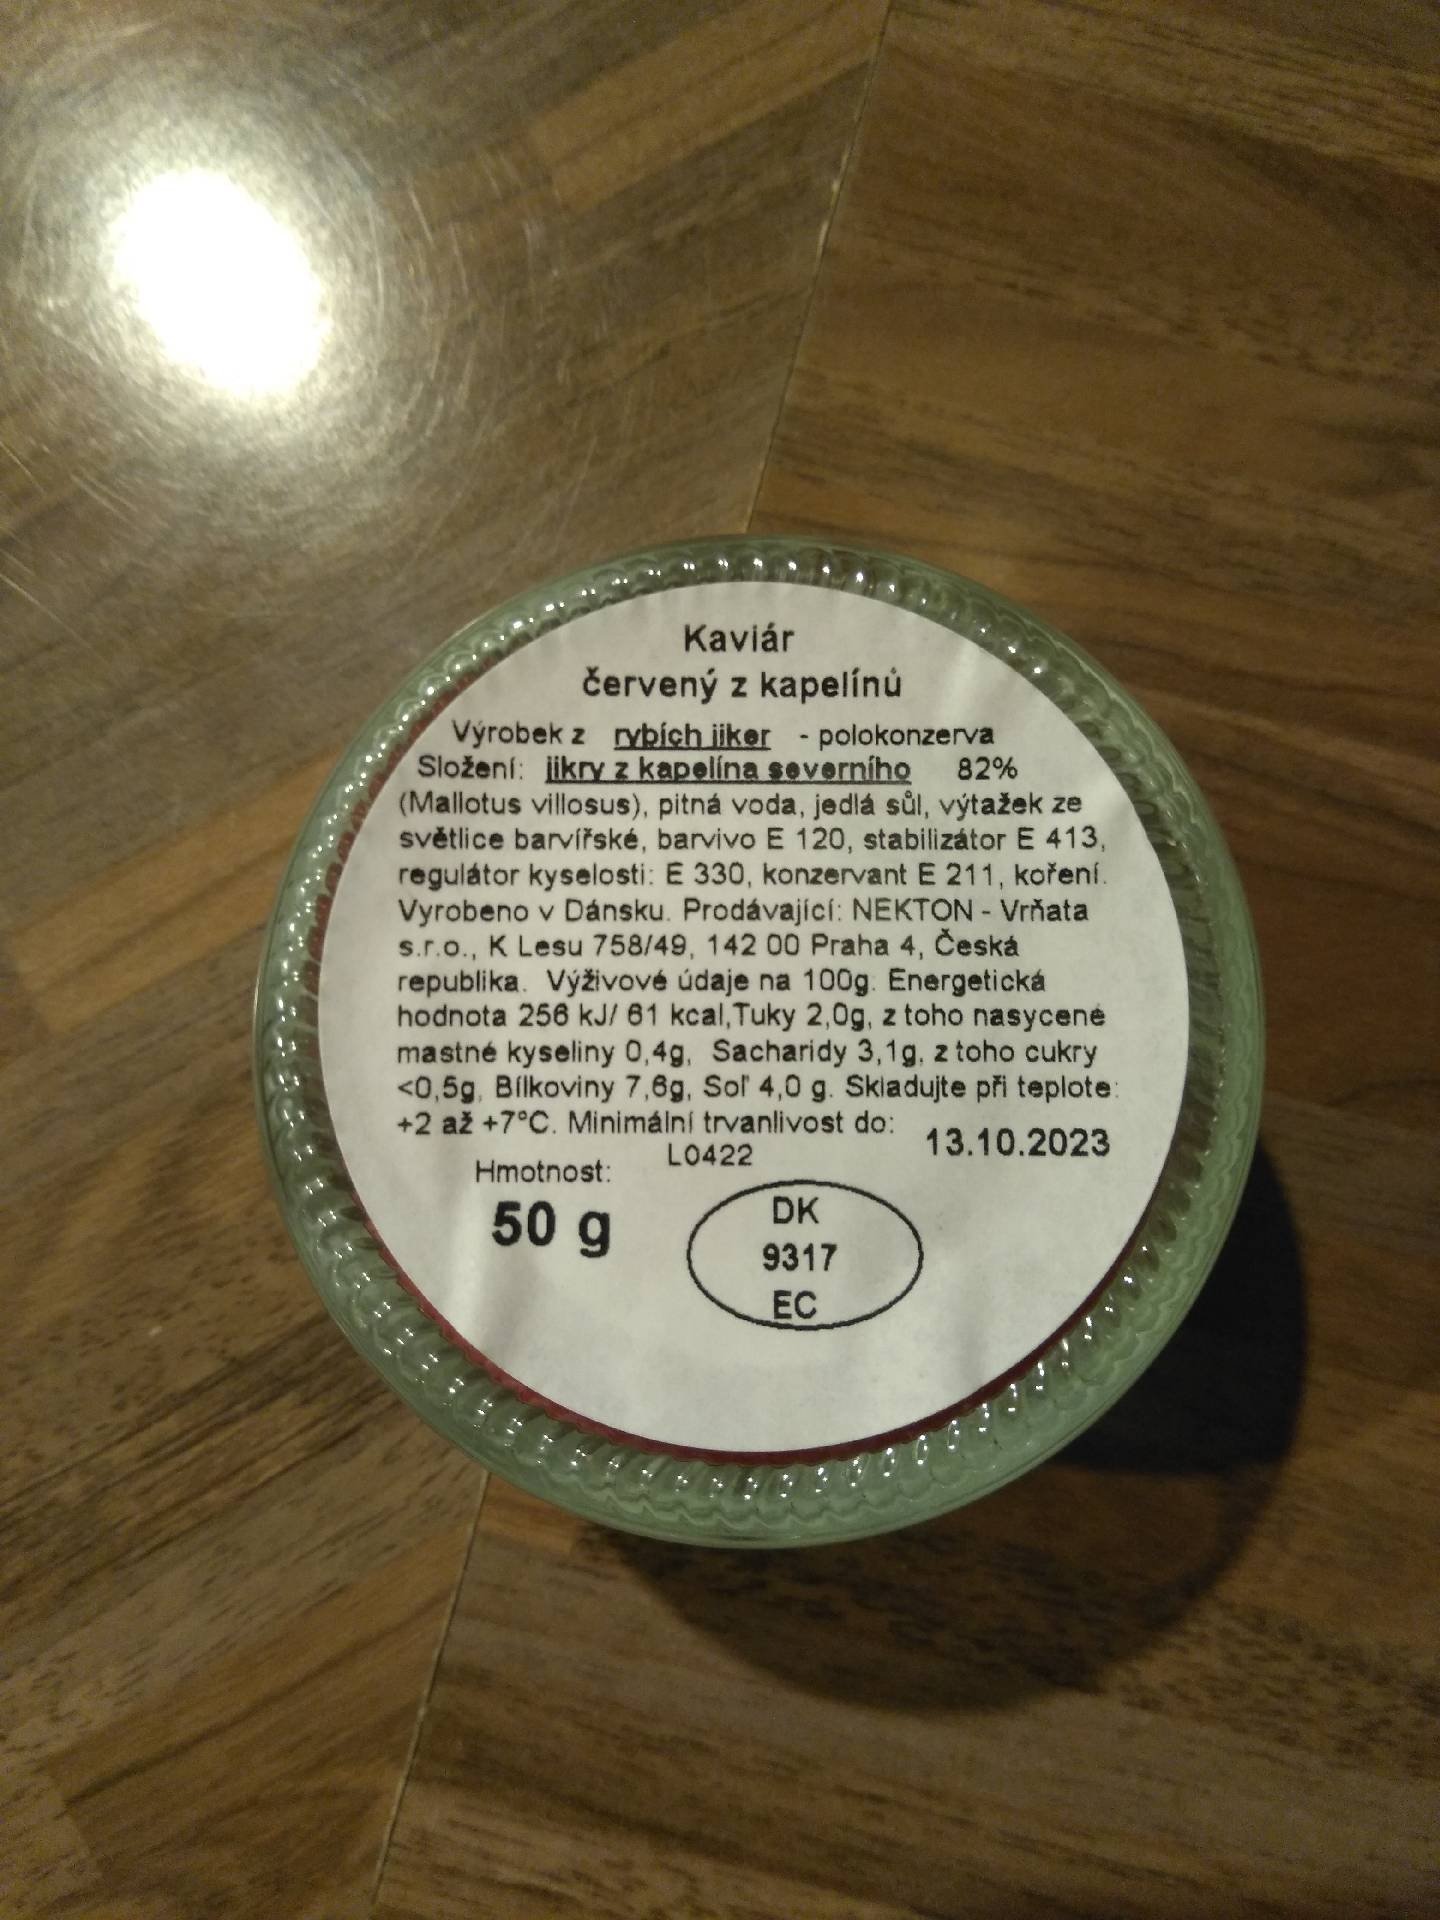 Kaviár
červený z kapelínů
Výrobek z rybích jiker - polokonzerva
Složení: jikry z kapelína severního 82%
(Mallotus villosus), pitná voda, jedlá sůl, výtažek ze
světlice barvířské, barvivo E 120, stabilizátor E 413,
regulátor kyselosti: E 330, konzervant E 211, koření.
Vyrobeno v Dánsku. Prodávající: NEKTON - Vrňata
s.r.o., K Lesu 758/49, 142 00 Praha 4, Česká
republika. Výživové údaje na 100g: Energetická
hodnota 256 kJ/ 61 kcal,Tuky 2,0g, z toho nasycené
mastné kyseliny 0,4g, Sacharidy 3,1g, z toho cukry
<0,5g, Bílkoviny 7,6g, Soľ 4,0 g. Skladujte při teplote:
+2 až +7°C. Minimální trvanlivost do: 13.10.2023
L0422
Hmotnost:
50 g
DK
9317
EC